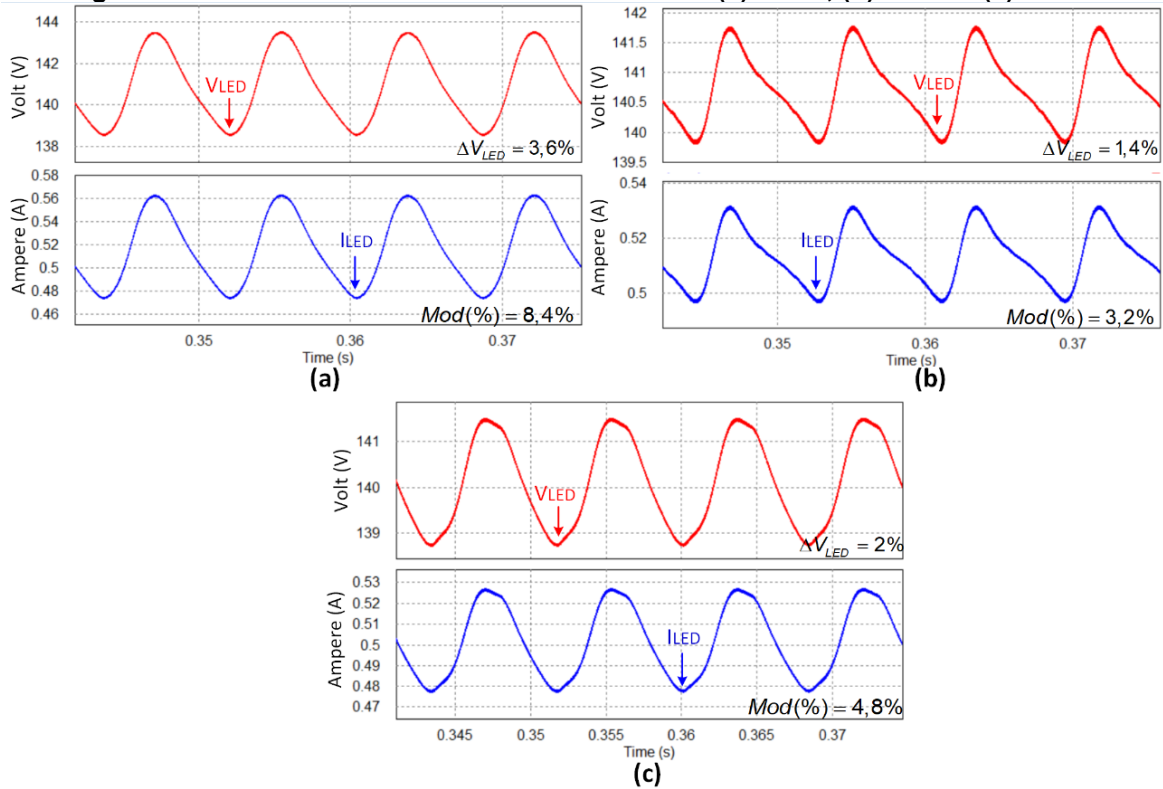 144
142
140
138
Volt (V)
VLED
ΔV_LED = 3,6%
0.58
0.56
0.54
0.52
0.5
0.48
0.46
Ampere (A)
ILED
Mod(%) = 8,4%
0.35 0.36 0.37
Time (s)
(a)
142
141.5
141
140.5
140
139.5
Volt (V)
VLED
ΔV_LED = 1,4%
0.54
0.52
0.5
Ampere (A)
ILED
Mod(%) = 3,2%
0.35 0.36 0.37
Time (s)
(b)
141
140
139
Volt (V)
VLED
ΔV_LED = 2%
0.53
0.52
0.51
0.5
0.49
0.48
0.47
Ampere (A)
ILED
Mod(%) = 4,8%
0.345 0.35 0.355 0.36 0.365 0.37
Time (s)
(c)